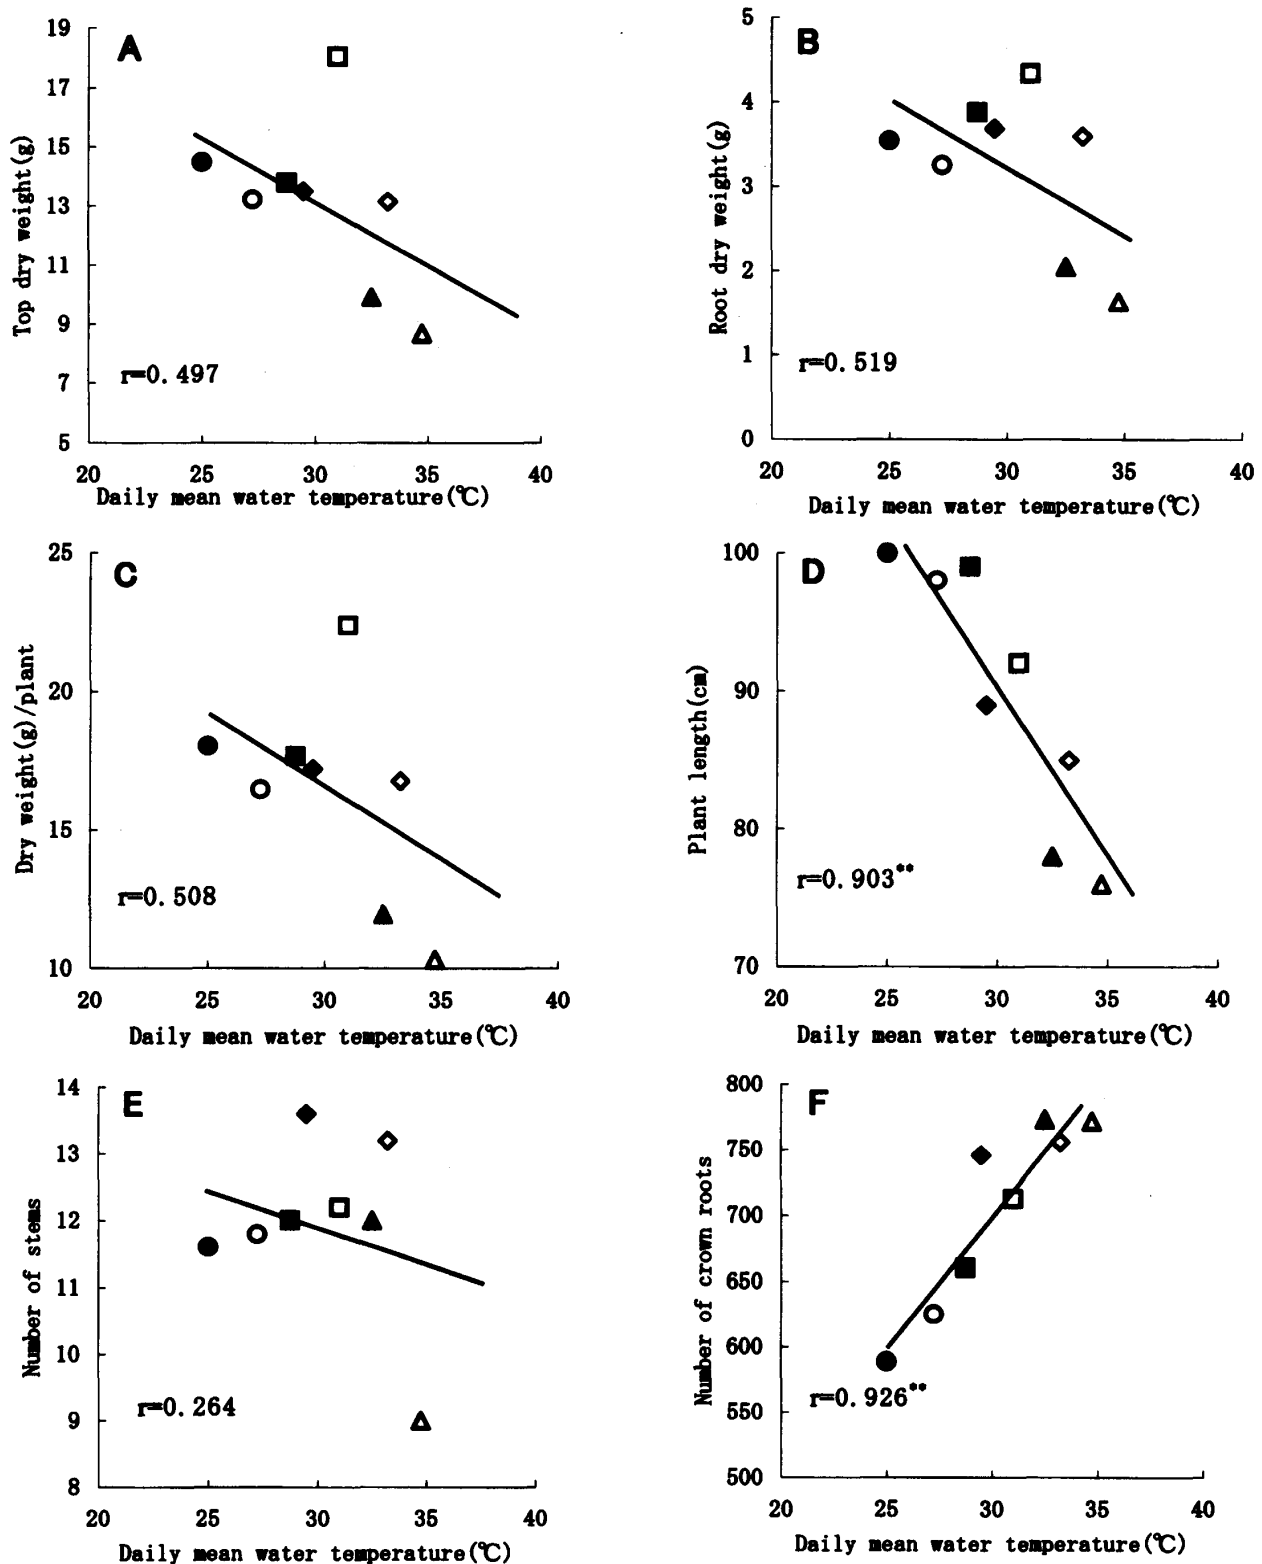 A
19
17
15
13
11
9
7
5
Top dry weight(g)
r=0.497
20 25 30 35 40
Daily mean water temperature(℃)
B
5
4
3
2
1
0
Root dry weight(g)
r=0.519
20 25 30 35 40
Daily mean water temperature(℃)
C
25
20
15
10
Dry weight(g)/plant
r=0.508
20 25 30 35 40
Daily mean water temperature(℃)
D
100
90
80
70
Plant length(cm)
r=0.903**
20 25 30 35 40
Daily mean water temperature(℃)
E
14
13
12
11
10
9
8
Number of stems
r=0.264
20 25 30 35 40
Daily mean water temperature(℃)
F
800
750
700
650
600
550
500
Number of crown roots
r=0.926**
20 25 30 35 40
Daily mean water temperature(℃)